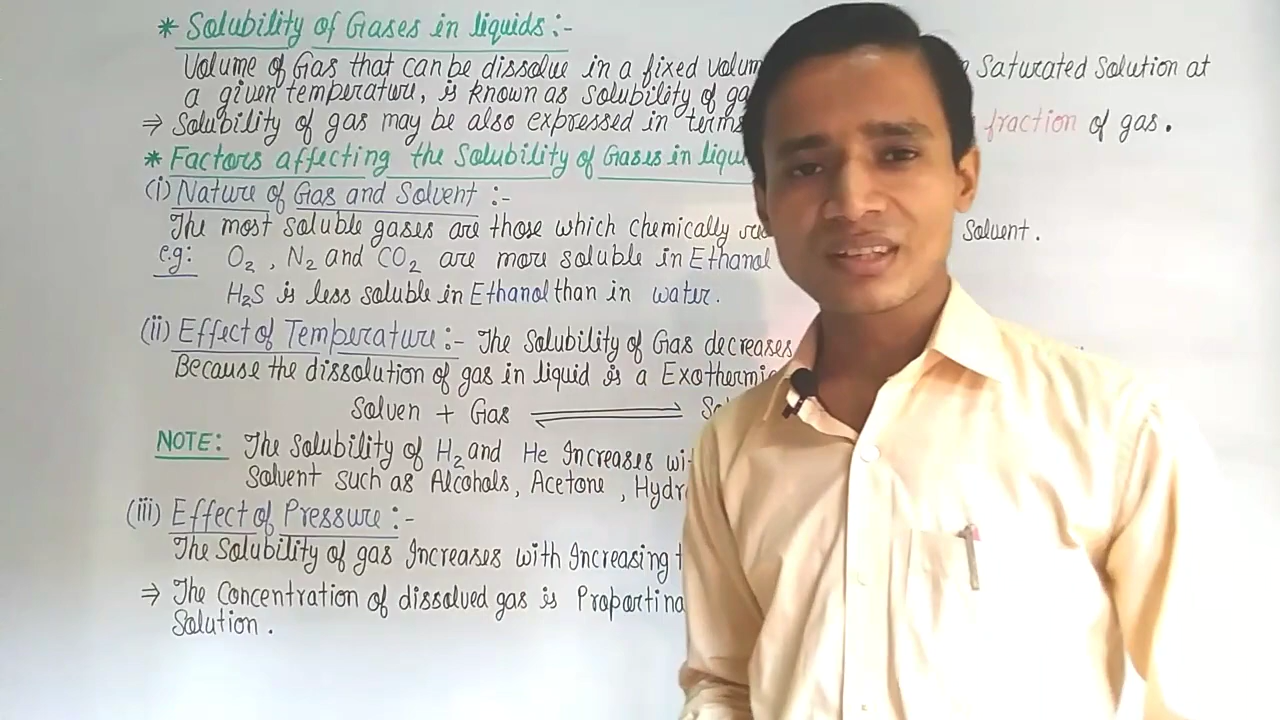 * Solubility of Gases in liquids :-
Volume of Gas that can be dissolve in a fixed Volum Saturated Solution at
a given temperature, is known as Solubility of ga
⇒ Solubility of gas may be also expressed in terms fraction of gas.
* Factors affecting the Solubility of Gases in liqu
(i) Nature of Gas and Solvent :-
The most soluble gases are those which chemically Solvent.
e.g: O₂, N₂ and CO₂ are more soluble in Ethanol
H₂S is less soluble in Ethanol than in water.
(ii) Effect of Temperature :- The Solubility of Gas decreases
Because the dissolution of gas in liquid is a Exothermic
Solven + Gas ⇌ So
NOTE: The Solubility of H₂ and He Increases wit
Solvent such as Alcohols, Acetone, Hydr
(iii) Effect of Pressure :-
The Solubility of gas Increases with Increasing t
⇒ The Concentration of dissolved gas is Propartina
Solution.